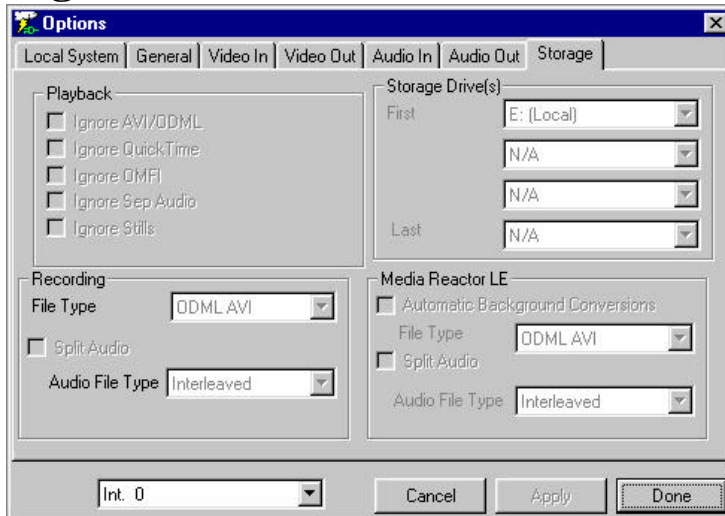 Options
Local System General Video In Video Out Audio In Audio Out Storage
Playback
Ignore AVI/ODML
Ignore QuickTime
Ignore OMFI
Ignore Sep Audio
Ignore Stills
Storage Drive(s)
First E: (Local)
N/A
N/A
Last N/A
Recording
File Type ODML AVI
Split Audio
Audio File Type Interleaved
Media Reactor LE
Automatic Background Conversions
File Type ODML AVI
Split Audio
Audio File Type Interleaved
Int. 0 Cancel Apply Done